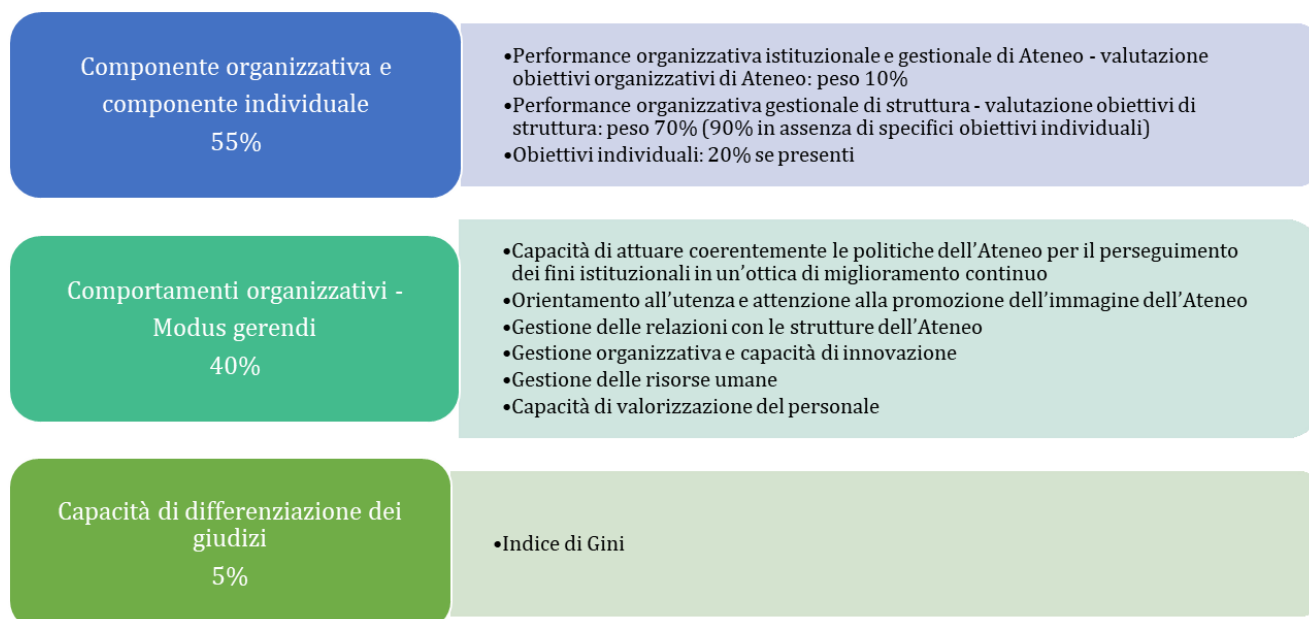 Componente organizzativa e
componente individuale
55%
•Performance organizzativa istituzionale e gestionale di Ateneo - valutazione
obiettivi organizzativi di Ateneo: peso 10%
•Performance organizzativa gestionale di struttura - valutazione obiettivi di
struttura: peso 70% (90% in assenza di specifici obiettivi individuali)
•Obiettivi individuali: 20% se presenti
Comportamenti organizzativi -
Modus gerendi
40%
•Capacità di attuare coerentemente le politiche dell'Ateneo per il perseguimento
dei fini istituzionali in un'ottica di miglioramento continuo
•Orientamento all'utenza e attenzione alla promozione dell'immagine dell'Ateneo
•Gestione delle relazioni con le strutture dell'Ateneo
•Gestione organizzativa e capacità di innovazione
•Gestione delle risorse umane
•Capacità di valorizzazione del personale
Capacità di differenziazione dei
giudizi
5%
•Indice di Gini